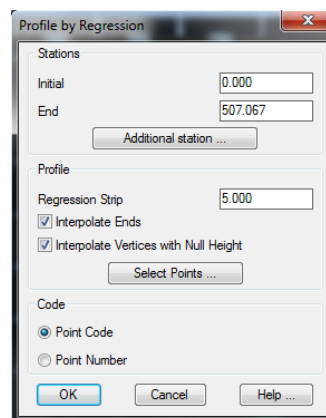 Profile by Regression
Stations
Initial 0.000
End 507.067
Additional station ...
Profile
Regression Strip 5.000
Interpolate Ends
Interpolate Vertices with Null Height
Select Points ...
Code
Point Code
Point Number
OK Cancel Help ...